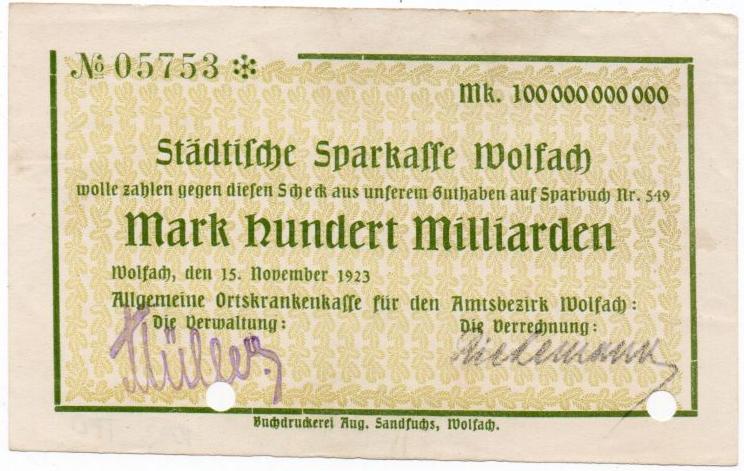 № 05753 *
Mk. 100 000 000 000
Städtische Sparkasse Wolfach
wolle zahlen gegen diesen Scheck aus unserem Guthaben auf Sparbuch Nr. 549
Mark hundert Milliarden
Wolfach, den 15. November 1923
Allgemeine Ortskrankenkasse für den Amtsbezirk Wolfach:
Die Verwaltung: Die Verrechnung:
Müller
Buchdruckerei Aug. Sandfuchs, Wolfach.